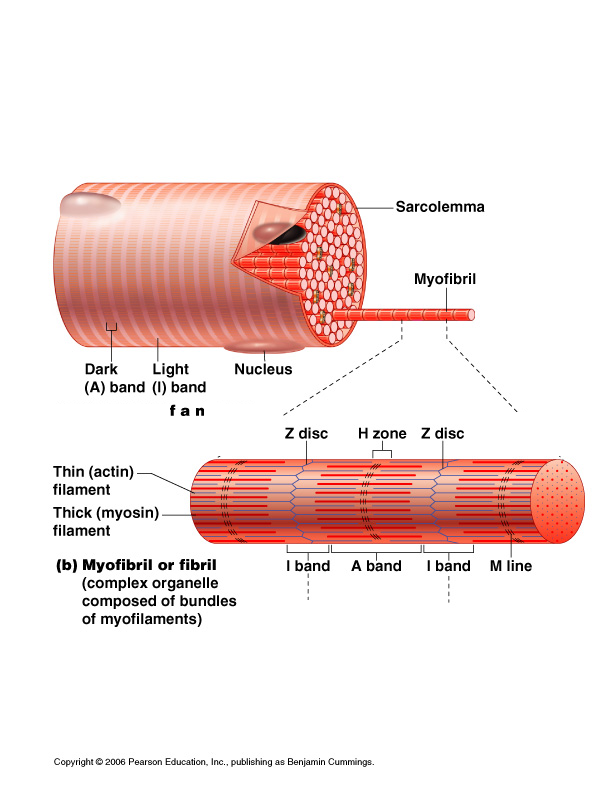 Sarcolemma
Myofibril
Dark
(A) band
Light
(I) band
Nucleus
f a n
Z disc
H zone
Z disc
Thin (actin)
filament
Thick (myosin)
filament
I band
A band
I band
M line
(b) Myofibril or fibril
(complex organelle
composed of bundles
of myofilaments)
Copyright © 2006 Pearson Education, Inc., publishing as Benjamin Cummings.